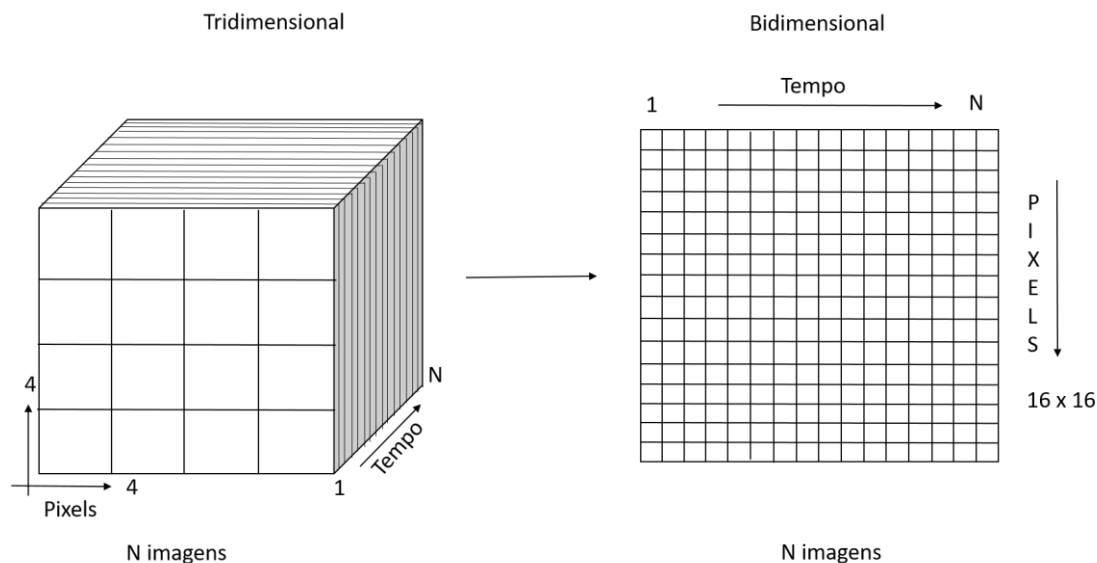 Tridimensional
4
4
1
Pixels
N
Tempo
N imagens
Bidimensional
Tempo
1
N
P
I
X
E
L
S
16 x 16
N imagens